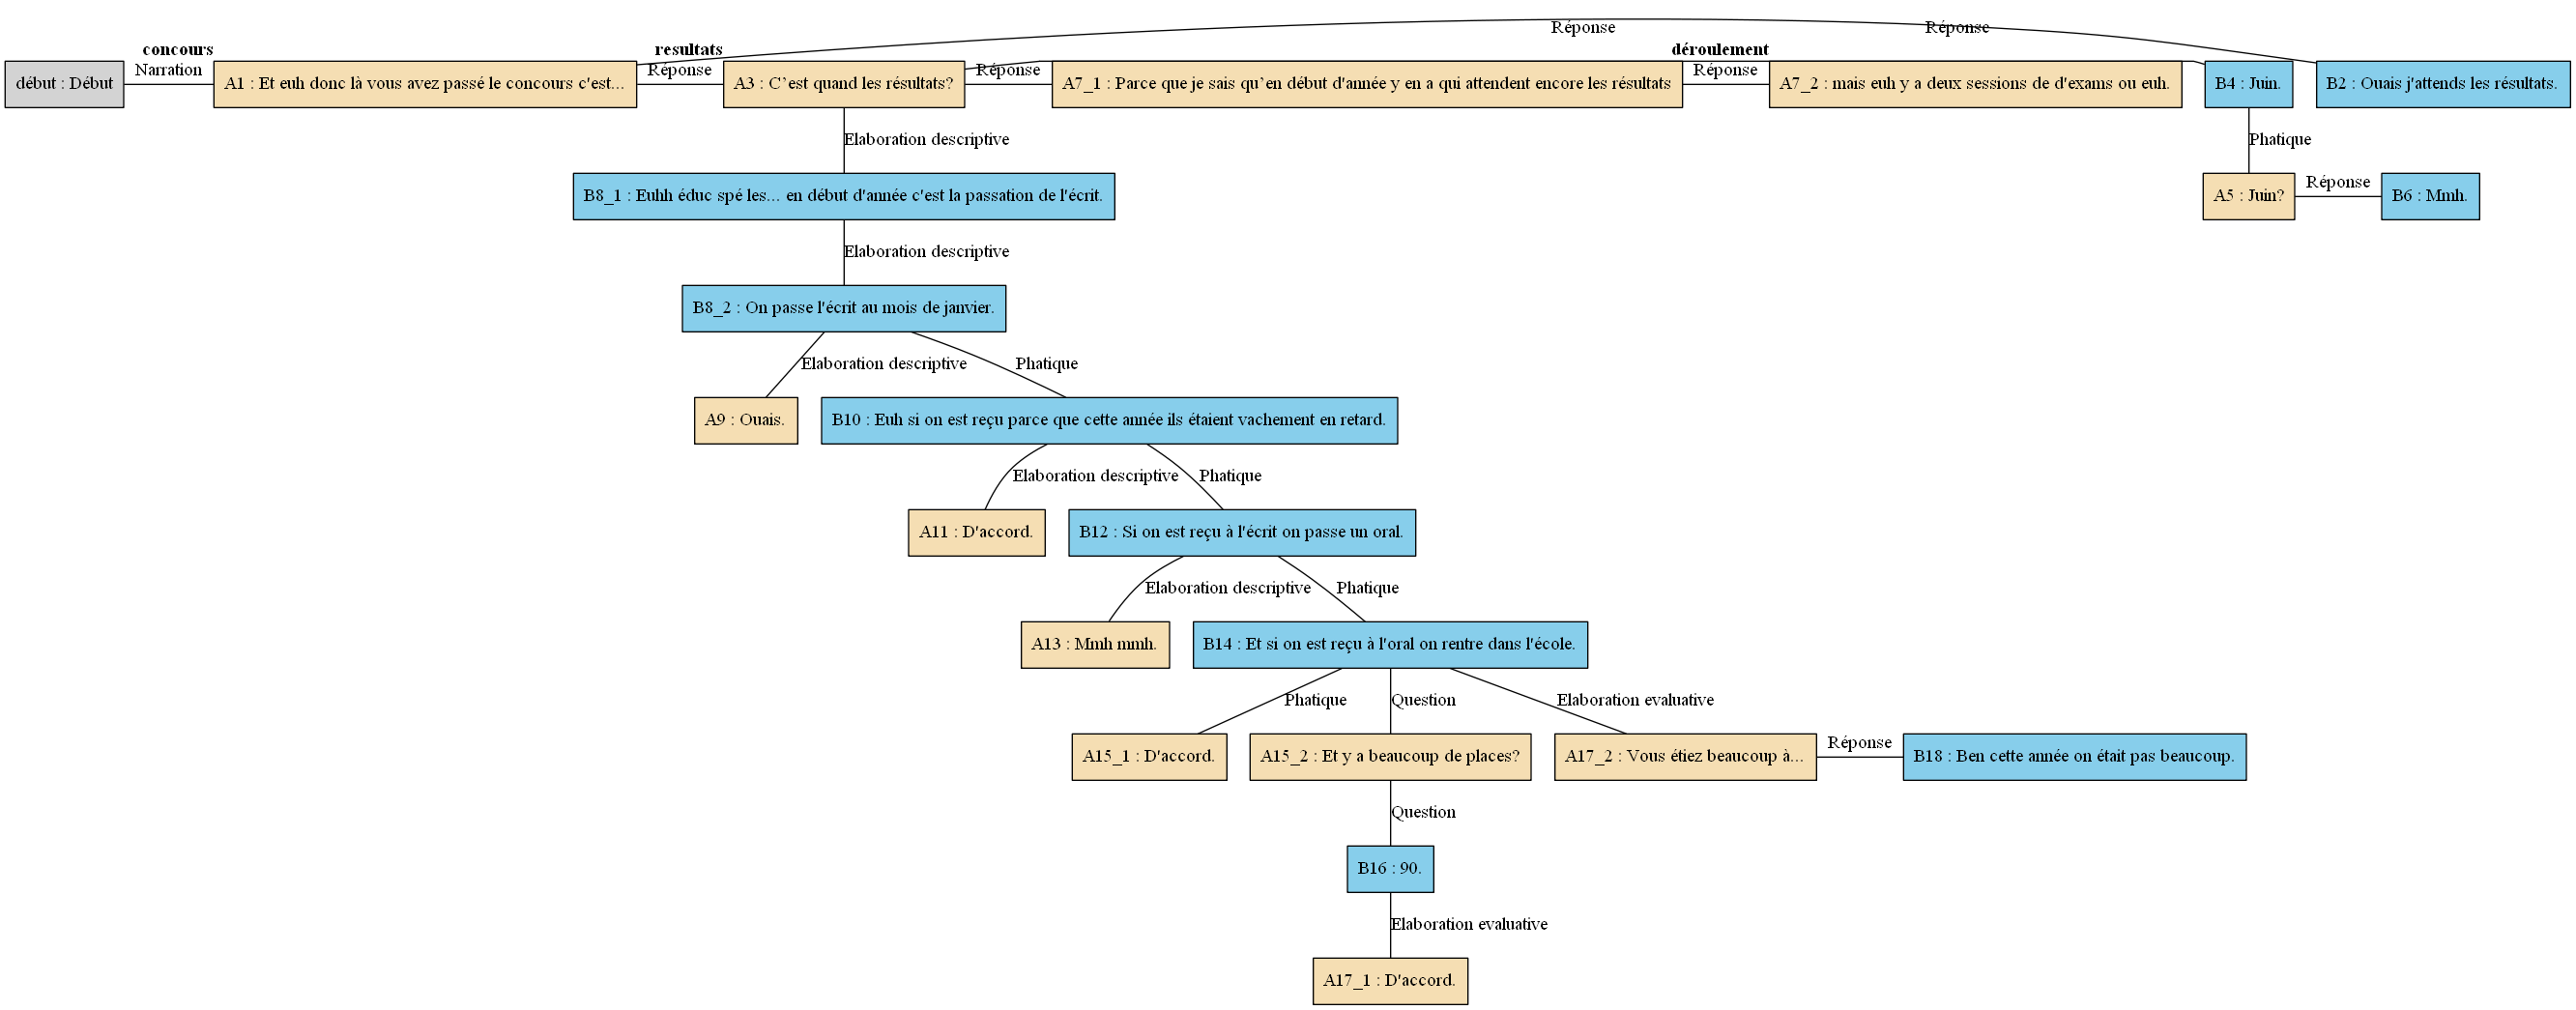 Réponse
Réponse
concours
resultats
déroulement
début : Début
Narration
A1 : Et euh donc là vous avez passé le concours c'est...
Réponse
A3 : C’est quand les résultats?
Réponse
A7_1 : Parce que je sais qu’en début d'année y en a qui attendent encore les résultats
Réponse
A7_2 : mais euh y a deux sessions de d'exams ou euh.
B4 : Juin.
B2 : Ouais j'attends les résultats.
Elaboration descriptive
Phatique
B8_1 : Euhh éduc spé les... en début d'année c'est la passation de l'écrit.
A5 : Juin?
Réponse
B6 : Mmh.
Elaboration descriptive
B8_2 : On passe l'écrit au mois de janvier.
Elaboration descriptive
Phatique
A9 : Ouais.
B10 : Euh si on est reçu parce que cette année ils étaient vachement en retard.
Elaboration descriptive
Phatique
A11 : D'accord.
B12 : Si on est reçu à l'écrit on passe un oral.
Elaboration descriptive
Phatique
A13 : Mmh mmh.
B14 : Et si on est reçu à l'oral on rentre dans l'école.
Phatique
Question
Elaboration evaluative
A15_1 : D'accord.
A15_2 : Et y a beaucoup de places?
A17_2 : Vous étiez beaucoup à...
Réponse
B18 : Ben cette année on était pas beaucoup.
Question
B16 : 90.
Elaboration evaluative
A17_1 : D'accord.